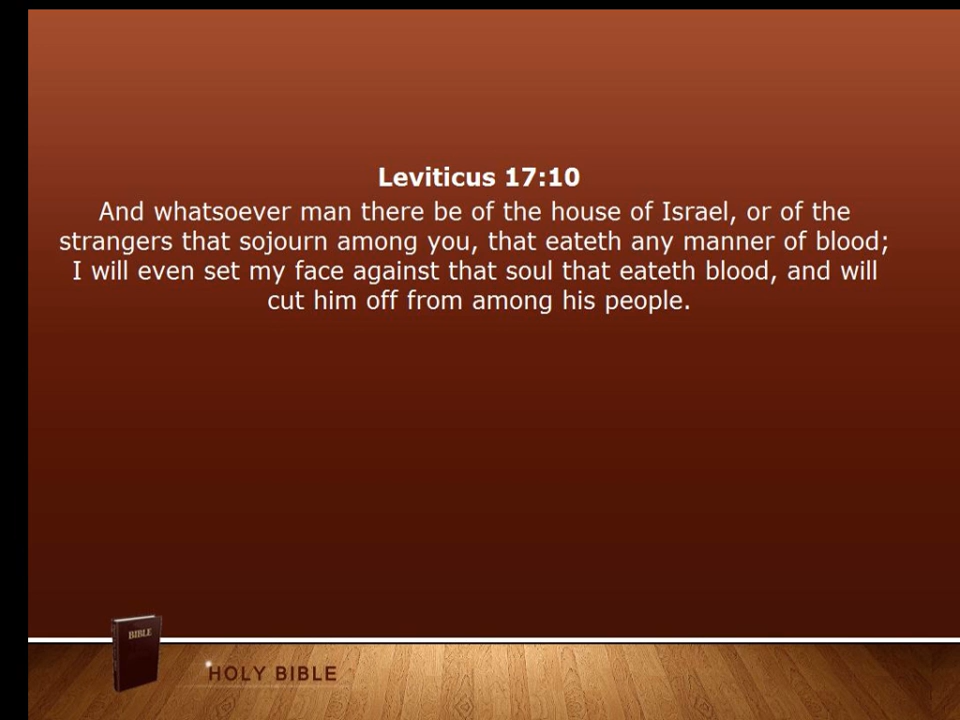 Leviticus 17:10
And whatsoever man there be of the house of Israel, or of the
strangers that sojourn among you, that eateth any manner of blood;
I will even set my face against that soul that eateth blood, and will
cut him off from among his people.
BIBLE
HOLY BIBLE